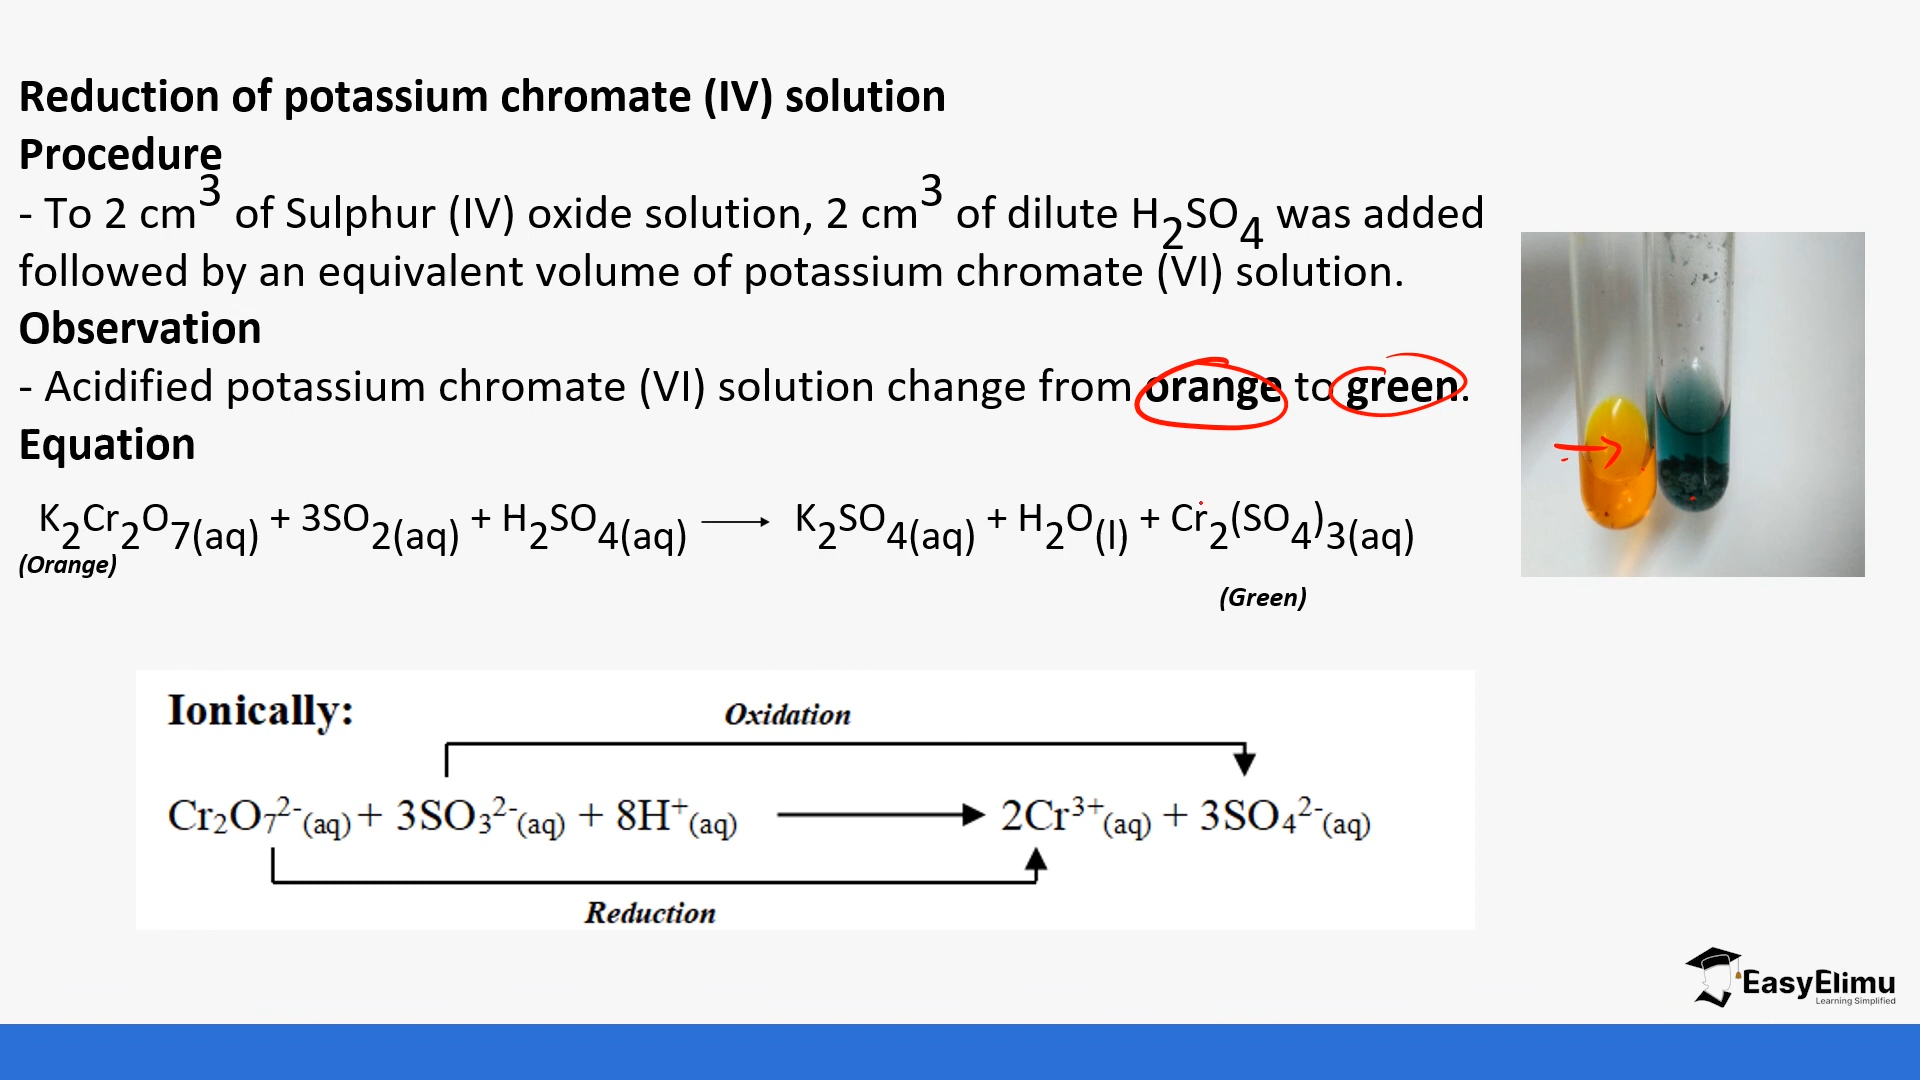 Reduction of potassium chromate (IV) solution
Procedure
- To 2 cm³ of Sulphur (IV) oxide solution, 2 cm³ of dilute H₂SO₄ was added
followed by an equivalent volume of potassium chromate (VI) solution.
Observation
- Acidified potassium chromate (VI) solution change from orange to green.
Equation
K₂Cr₂O₇(aq) + 3SO₂(aq) + H₂SO₄(aq) ⟶ K₂SO₄(aq) + H₂O(l) + Cr₂(SO₄)₃(aq)
(Orange)
(Green)
Ionically:
Oxidation
Cr₂O₇²⁻(aq) + 3SO₃²⁻(aq) + 8H⁺(aq) ⟶ 2Cr³⁺(aq) + 3SO₄²⁻(aq)
Reduction
EasyElimu
Learning Simplified